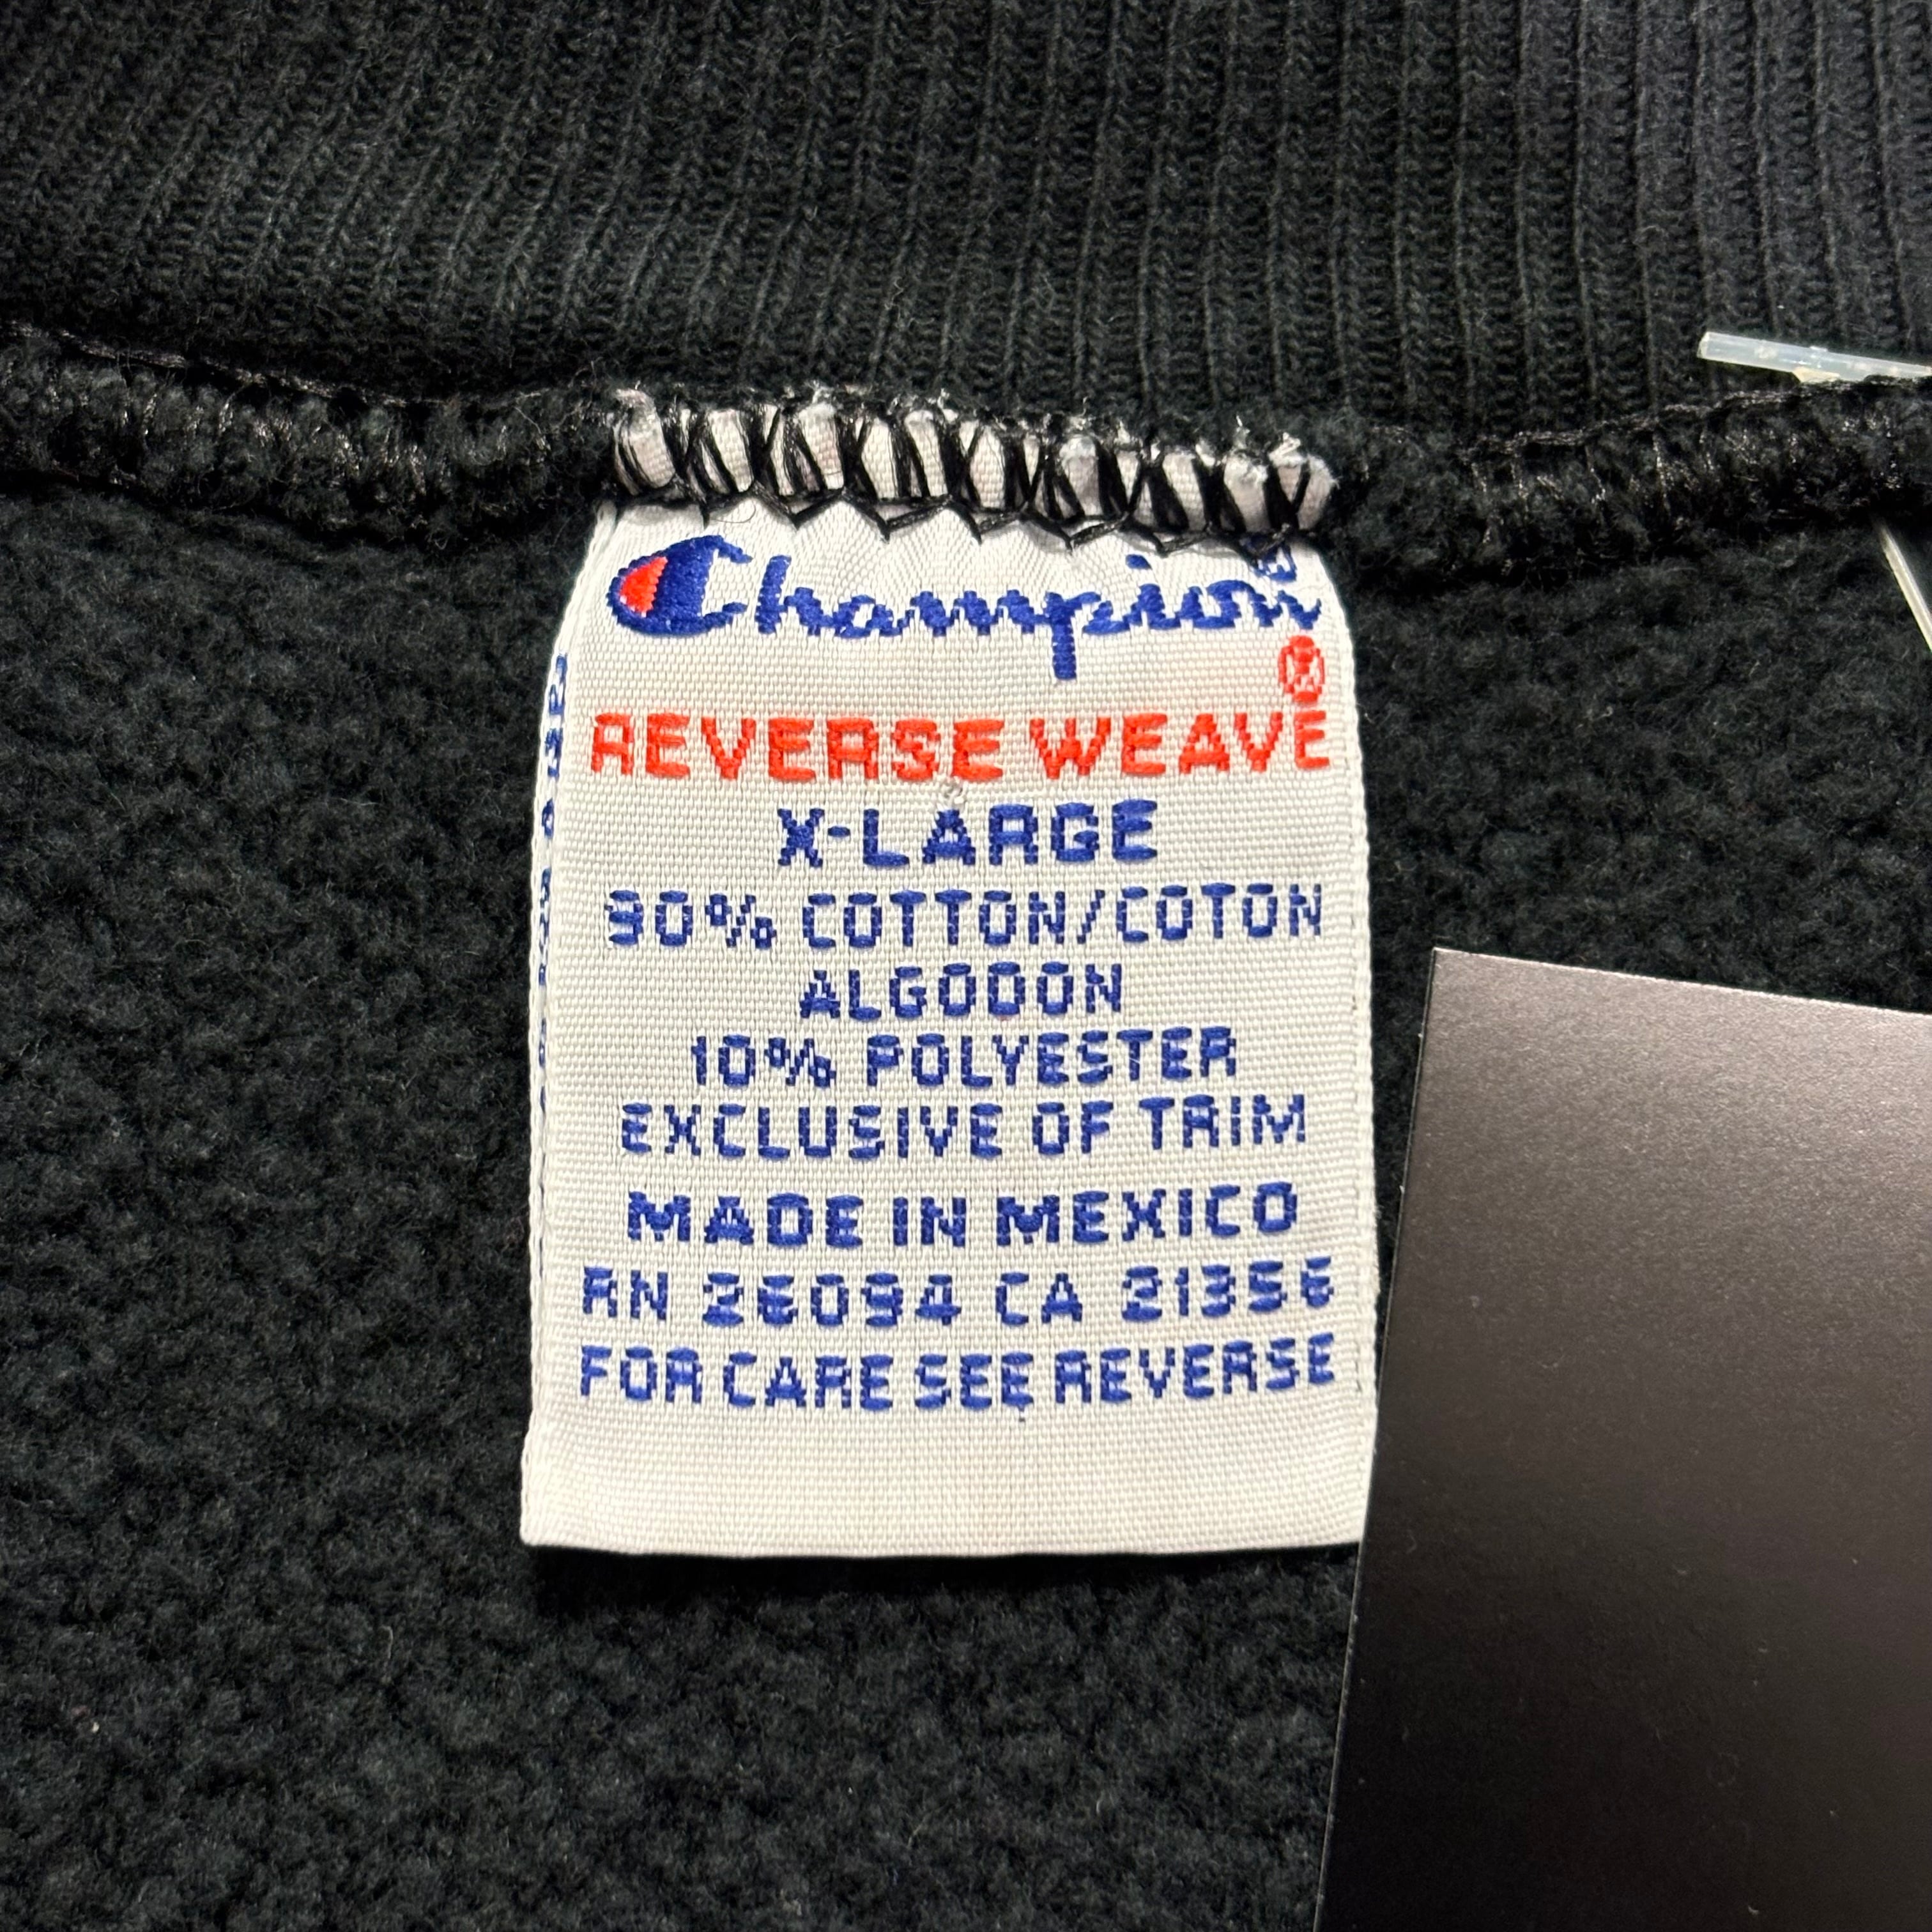 Champion®
®
REVERSE WEAVE
X-LARGE
90% COTTON/COTON
ALGODON
10% POLYESTER
EXCLUSIVE OF TRIM
MADE IN MEXICO
RN 26094 CA 21356
FOR CARE SEE REVERSE